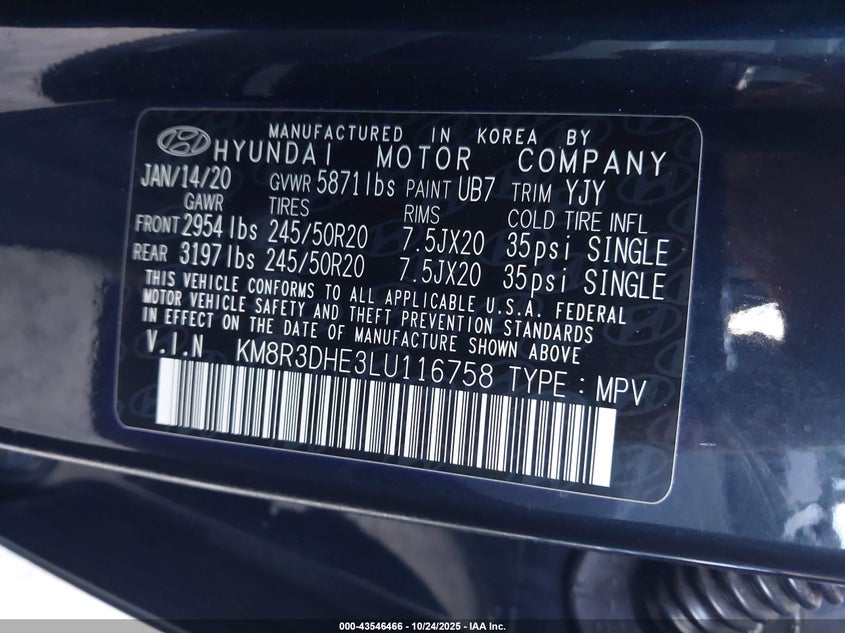 MANUFACTURED IN KOREA BY
HYUNDAI MOTOR COMPANY
JAN/14/20 GVWR 5871lbs PAINT UB7 TRIM YJY
GAWR TIRES RIMS COLD TIRE INFL
FRONT 2954lbs 245/50R20 7.5JX20 35psi SINGLE
REAR 3197lbs 245/50R20 7.5JX20 35psi SINGLE
THIS VEHICLE CONFORMS TO ALL APPLICABLE U.S.A. FEDERAL
MOTOR VEHICLE SAFETY AND THEFT PREVENTION STANDARDS
IN EFFECT ON THE DATE OF MANUFACTURE SHOWN ABOVE
V.I.N KM8R3DHE3LU116758 TYPE : MPV
000-43546466 - 10/24/2025 - IAA Inc.